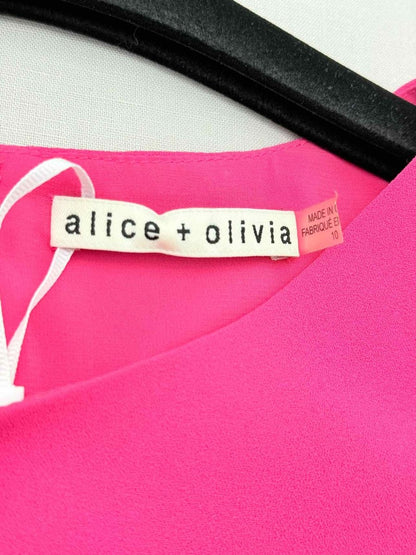 alice + olivia
MADE IN
FABRIQUÉ
10